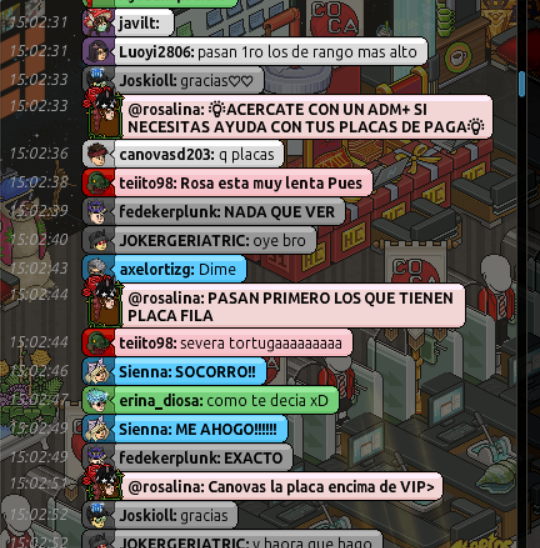 15:02:31 javilt:
15:02:31 Luoyi2806: pasan 1ro los de rango mas alto
15:02:33 Joskioll: gracias♡♡
15:02:33 @rosalina: ACERCATE CON UN ADM+ SI
NECESITAS AYUDA CON TUS PLACAS DE PAGA
15:02:36 canovasd203: q placas
15:02:38 teiito98: Rosa esta muy lenta Pues
15:02:39 fedekerplunk: NADA QUE VER
15:02:40 JOKERGERIATRIC: oye bro
15:02:43 axelortizg: Dime
15:02:44 @rosalina: PASAN PRIMERO LOS QUE TIENEN
PLACA FILA
15:02:44 teiito98: severa tortugaaaaaaaaa
15:02:46 Sienna: SOCORRO!!
15:02:47 erina_diosa: como te decia xD
15:02:49 Sienna: ME AHOGO!!!!!!
15:02:49 fedekerplunk: EXACTO
15:02:51 @rosalina: Canovas la placa encima de VIP>
15:02:52 Joskioll: gracias
15:02:52 JOKERGERIATRIC: y haora que hago
COCA
HC
HC
HC
COCA